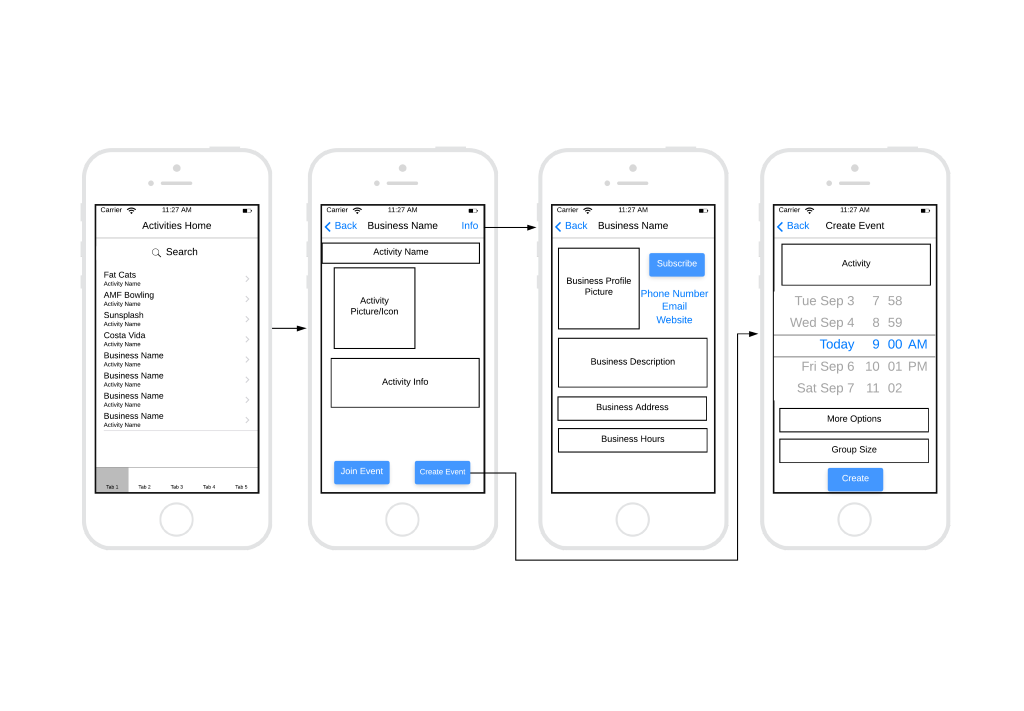 Carrier 11:27 AM
Activities Home
Search
Fat Cats
Activity Name
AMF Bowling
Activity Name
Sunsplash
Activity Name
Costa Vida
Activity Name
Business Name
Activity Name
Business Name
Activity Name
Business Name
Activity Name
Business Name
Activity Name
Tab 1 Tab 2 Tab 3 Tab 4 Tab 5
Carrier 11:27 AM
Back Business Name Info
Activity Name
Activity
Picture/Icon
Activity Info
Join Event Create Event
Carrier 11:27 AM
Back Business Name
Business Profile
Picture
Subscribe
Phone Number
Email
Website
Business Description
Business Address
Business Hours
Carrier 11:27 AM
Back Create Event
Activity
Tue Sep 3 7 58
Wed Sep 4 8 59
Today 9 00 AM
Fri Sep 6 10 01 PM
Sat Sep 7 11 02
More Options
Group Size
Create